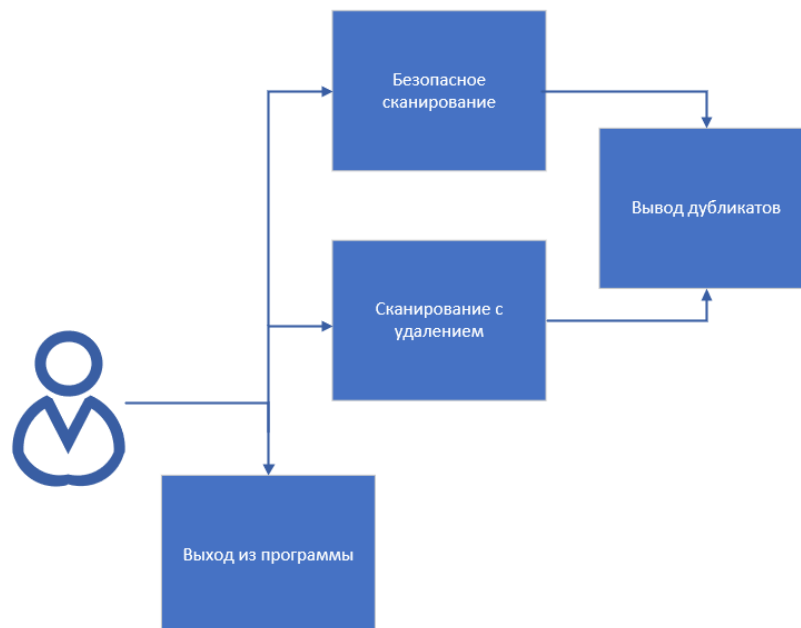 Безопасное
сканирование
Вывод дубликатов
Сканирование с
удалением
Выход из программы